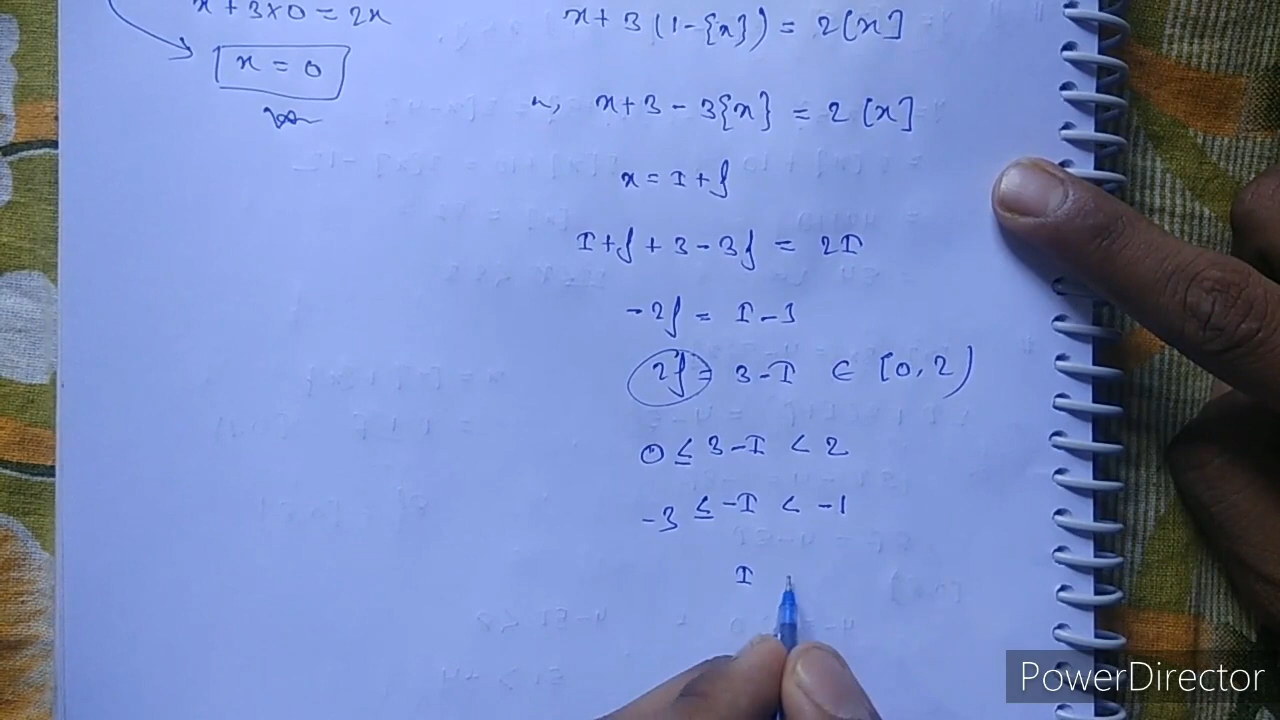 x + 3×0 = 2x
x = 0
x + 3 (1 - {x}) = 2[x]
x + 3 - 3{x} = 2 [x]
x = I + f
I + f + 3 - 3f = 2I
-2f = I - 3
2f = 3 - I ∈ [0, 2)
0 ≤ 3 - I < 2
-3 ≤ -I < -1
I
PowerDirector